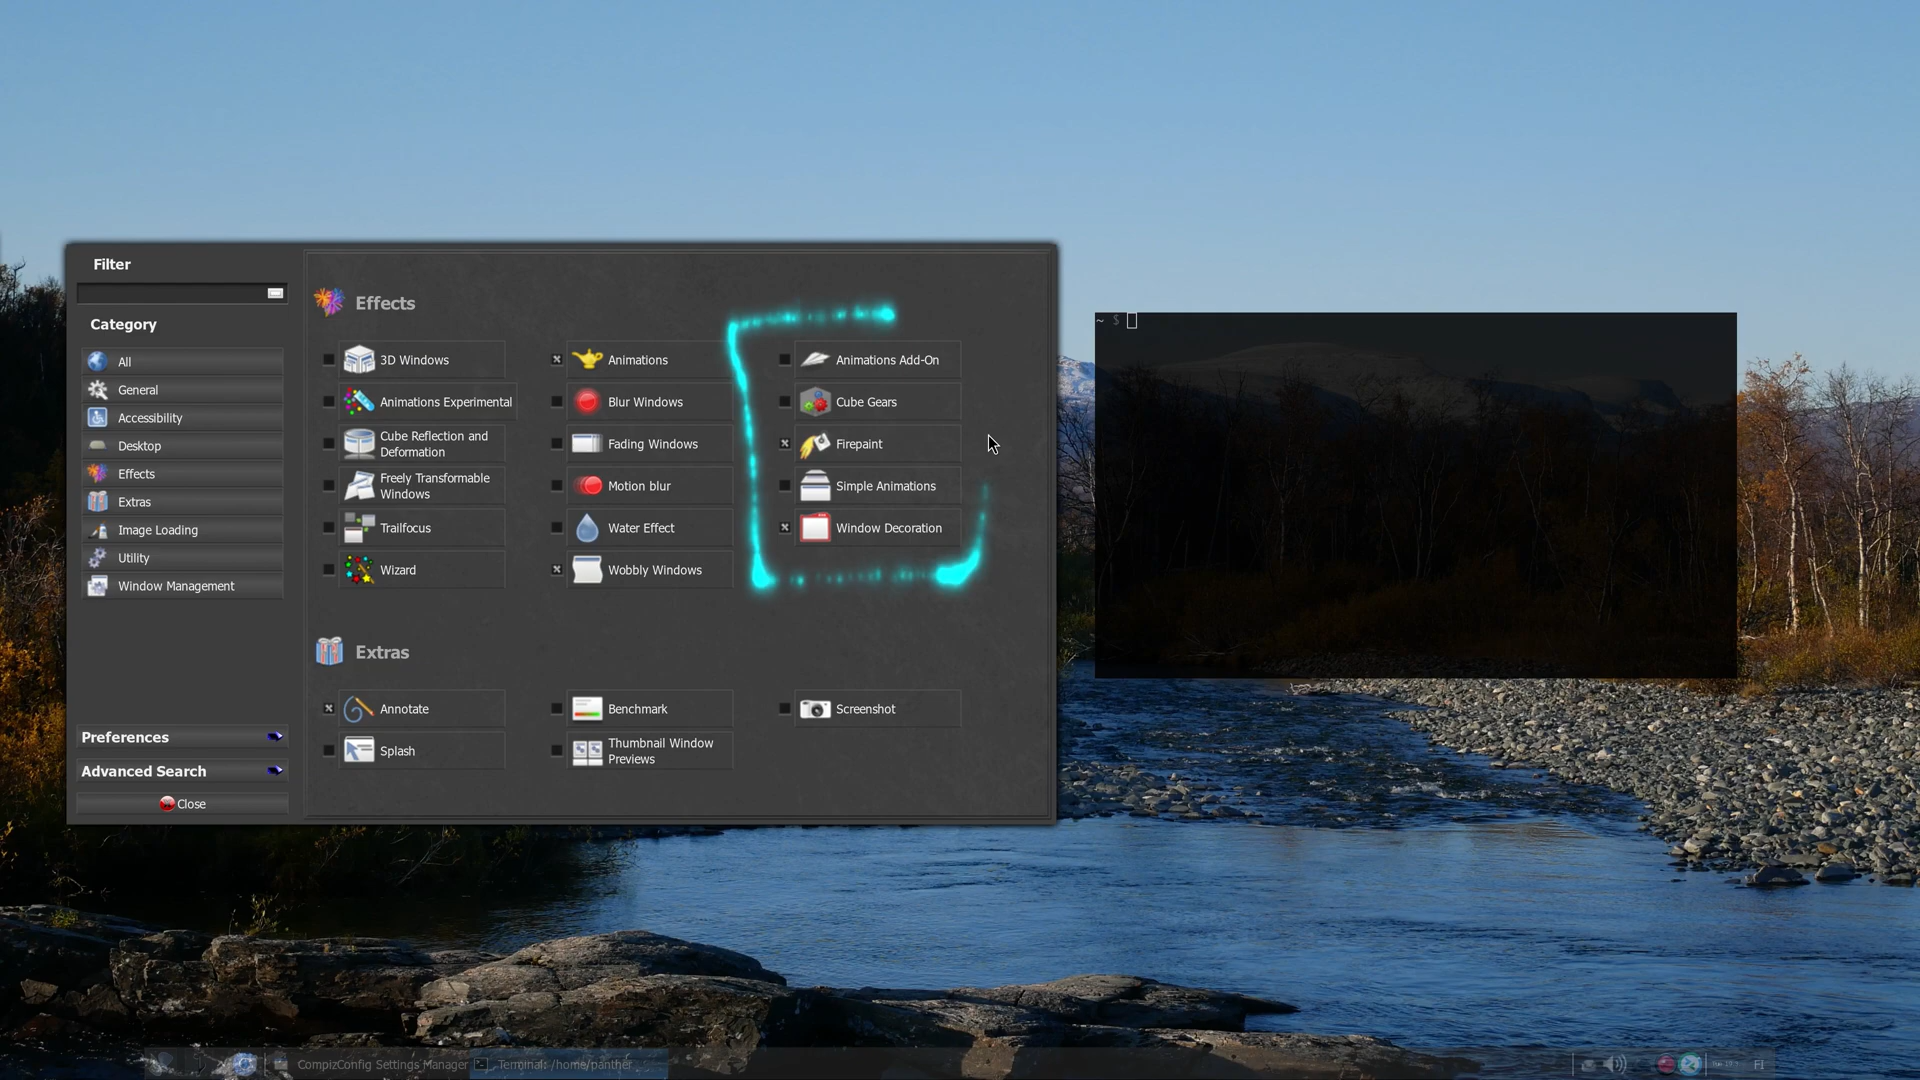 Filter
Category
All
General
Accessibility
Desktop
Effects
Extras
Image Loading
Utility
Window Management
Preferences
Advanced Search
Close
Effects
3D Windows
Animations
Animations Add-On
Animations Experimental
Blur Windows
Cube Gears
Cube Reflection and
Deformation
Fading Windows
Firepaint
Freely Transformable
Windows
Motion blur
Simple Animations
Trailfocus
Water Effect
Window Decoration
Wizard
Wobbly Windows
Extras
Annotate
Benchmark
Screenshot
Splash
Thumbnail Window
Previews
~ $
CompizConfig Settings Manager
Terminal: /home/panther
FI